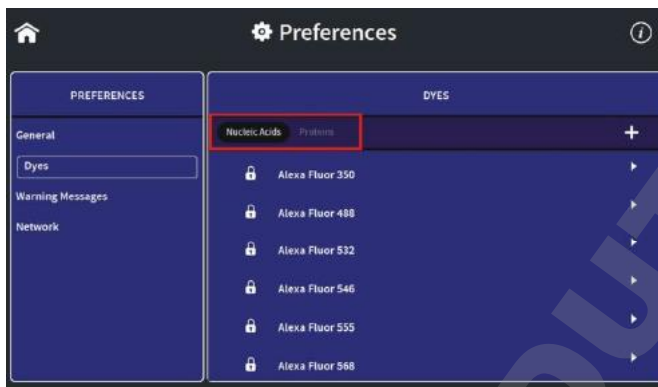 Preferences
PREFERENCES
General
Dyes
Warning Messages
Network
DYES
Nucleic Acids Proteins
Alexa Fluor 350
Alexa Fluor 488
Alexa Fluor 532
Alexa Fluor 546
Alexa Fluor 555
Alexa Fluor 568